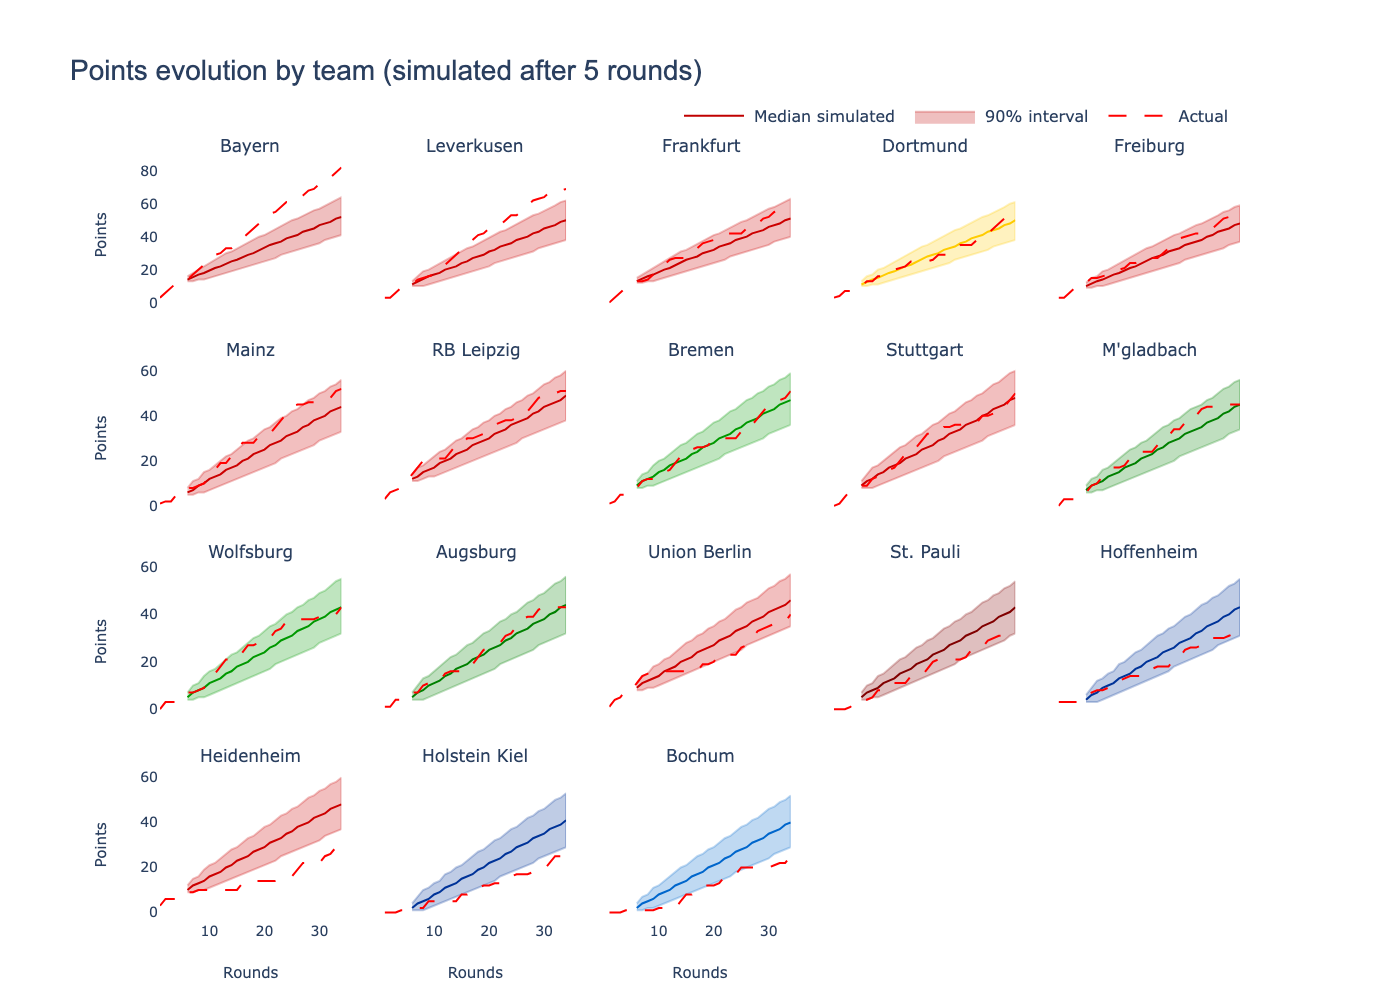 Points evolution by team (simulated after 5 rounds)
Median simulated 90% interval Actual
Bayern Leverkusen Frankfurt Dortmund Freiburg
80
60
40
20
0
Points
Mainz RB Leipzig Bremen Stuttgart M'gladbach
60
40
20
0
Points
Wolfsburg Augsburg Union Berlin St. Pauli Hoffenheim
60
40
20
0
Points
Heidenheim Holstein Kiel Bochum
60
40
20
0
Points
10 20 30 10 20 30 10 20 30
Rounds Rounds Rounds